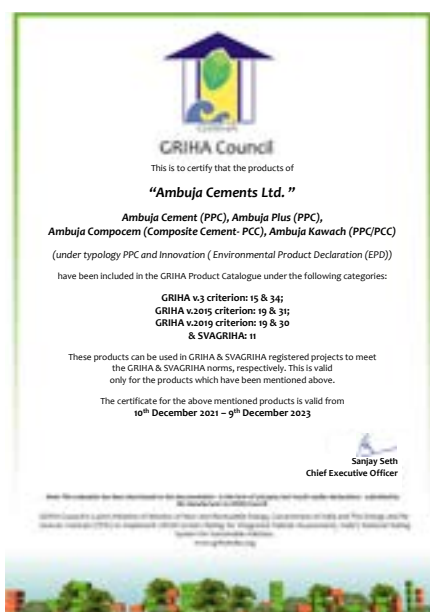 GRIHA Council
This is to certify that the products of
“Ambuja Cements Ltd. ”
Ambuja Cement (PPC), Ambuja Plus (PPC),
Ambuja Compocem (Composite Cement- PCC), Ambuja Kawach (PPC/PCC)
(under typology PPC and Innovation ( Environmental Product Declaration (EPD))
have been included in the GRIHA Product Catalogue under the following categories:
GRIHA v.3 criterion: 15 & 34;
GRIHA v.2015 criterion: 19 & 31;
GRIHA v.2019 criterion: 19 & 30
& SVAGRIHA: 11
These products can be used in GRIHA & SVAGRIHA registered projects to meet
the GRIHA & SVAGRIHA norms, respectively. This is valid
only for the products which have been mentioned above.
The certificate for the above mentioned products is valid from
10th December 2021 – 9th December 2023
Sanjay Seth
Chief Executive Officer